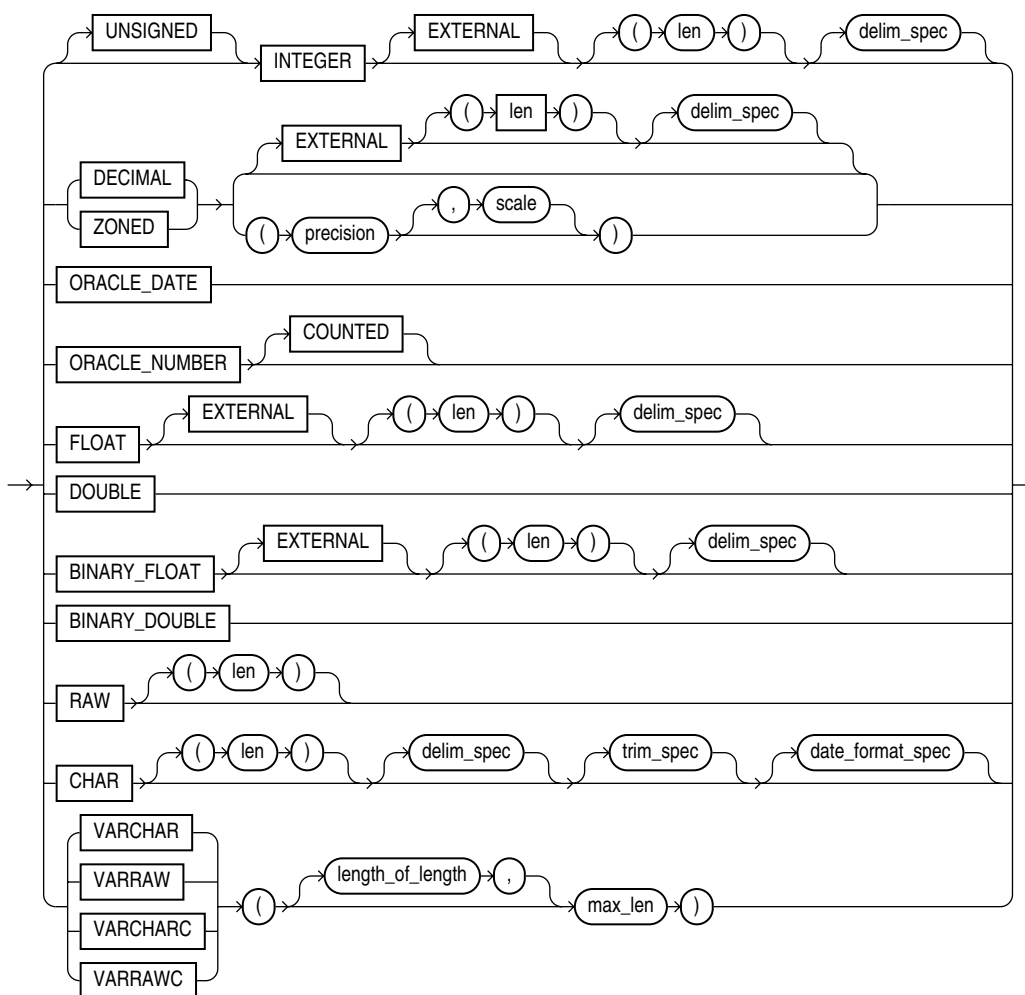 UNSIGNED INTEGER EXTERNAL ( len ) delim_spec
EXTERNAL ( len ) delim_spec
DECIMAL
ZONED
( precision , scale )
ORACLE_DATE
ORACLE_NUMBER COUNTED
FLOAT EXTERNAL ( len ) delim_spec
DOUBLE
BINARY_FLOAT EXTERNAL ( len ) delim_spec
BINARY_DOUBLE
RAW ( len )
CHAR ( len ) delim_spec trim_spec date_format_spec
VARCHAR
VARRAW
VARCHARC
VARRAWC
( length_of_length , max_len )